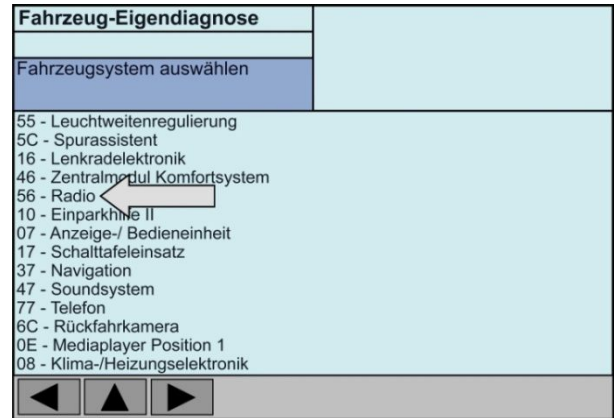 Fahrzeug-Eigendiagnose
Fahrzeugsystem auswählen
55 - Leuchtweitenregulierung
5C - Spurassistent
16 - Lenkradelektronik
46 - Zentralmodul Komfortsystem
56 - Radio
10 - Einparkhilfe II
07 - Anzeige-/ Bedieneinheit
17 - Schalttafeleinsatz
37 - Navigation
47 - Soundsystem
77 - Telefon
6C - Rückfahrkamera
0E - Mediaplayer Position 1
08 - Klima-/Heizungselektronik